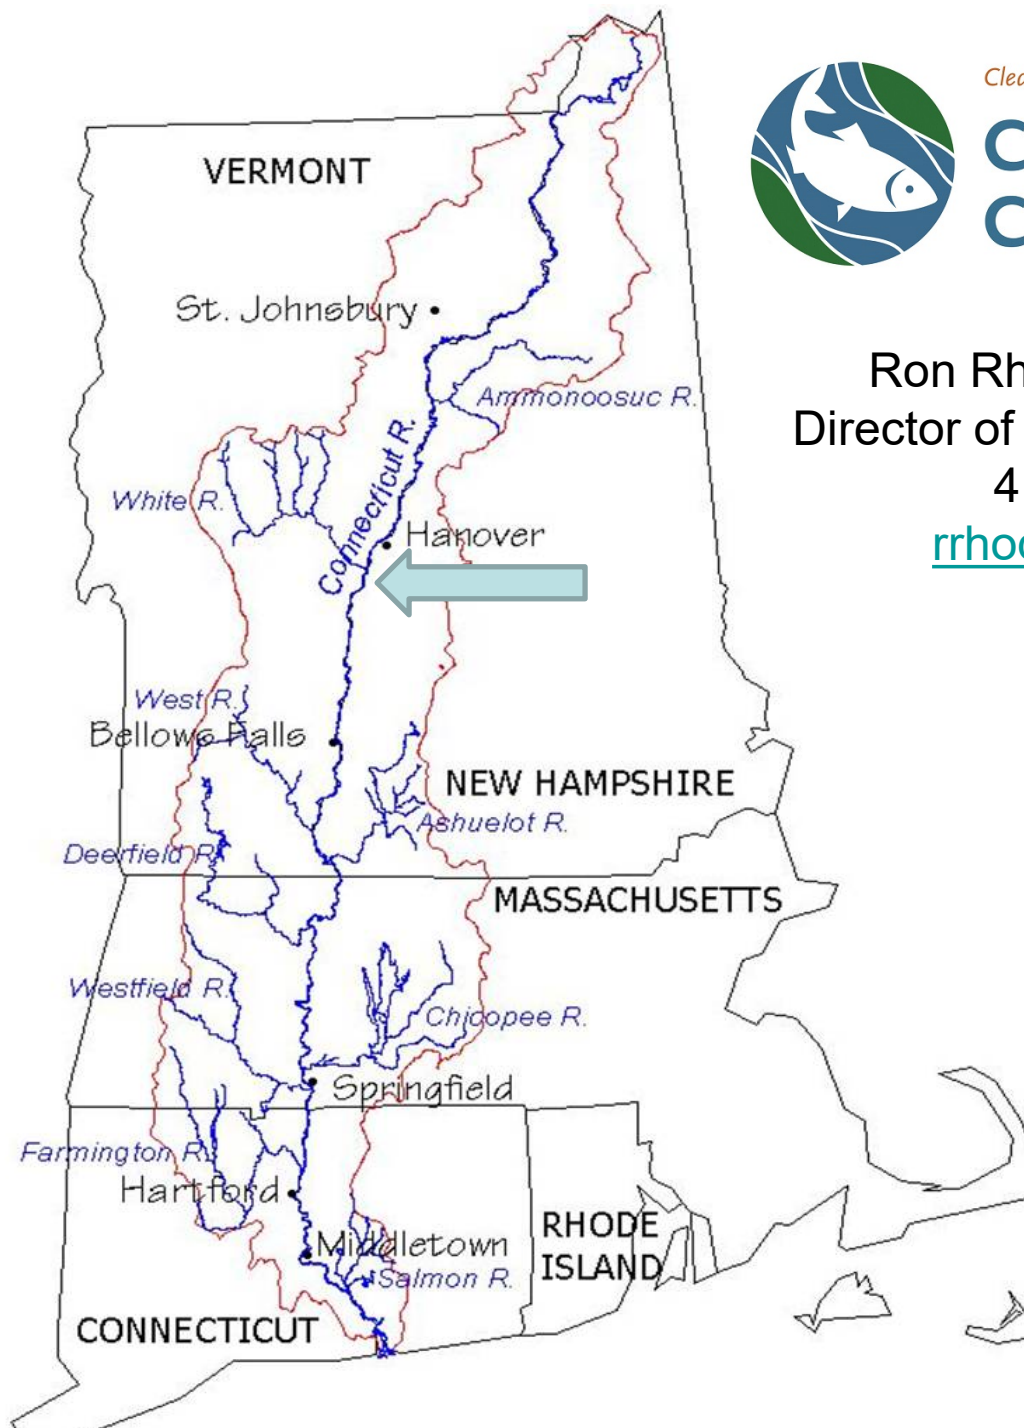 Clea
C
C
VERMONT
St. Johnsbury
Ron Rh
Ammonoosuc R.
Director of
4
White R.
Connecticut R.
Hanover
rrhod
West R.
Bellows Falls
NEW HAMPSHIRE
Ashuelot R.
Deerfield R.
MASSACHUSETTS
Westfield R.
Chicopee R.
Springfield
Farmington R.
Hartford
RHODE
ISLAND
Middletown
Salmon R.
CONNECTICUT